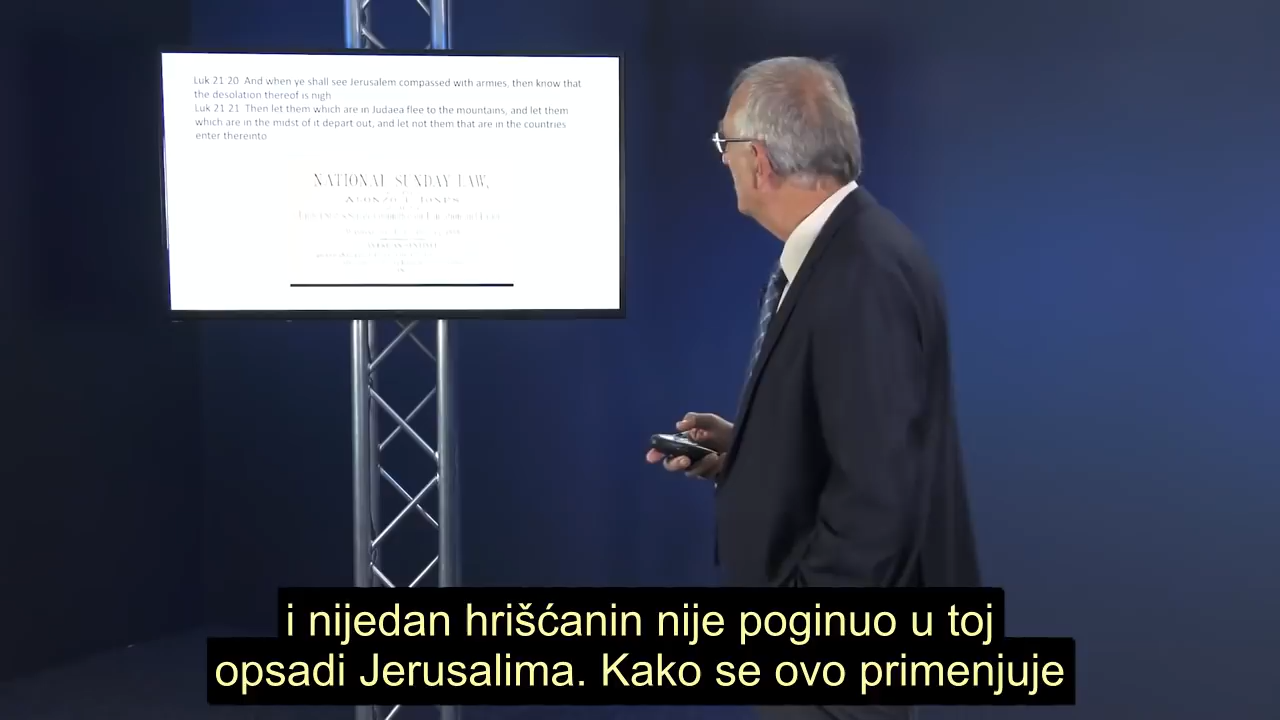 Luk 21 20 And when ye shall see Jerusalem compassed with armies, then know that
the desolation thereof is nigh
Luk 21 21 Then let them which are in Judaea flee to the mountains, and let them
which are in the midst of it depart out, and let not them that are in the countries
enter thereinto
NATIONAL SUNDAY LAW,
ALONZO T. JONES
i nijedan hrišćanin nije poginuo u toj
opsadi Jerusalima. Kako se ovo primenjuje